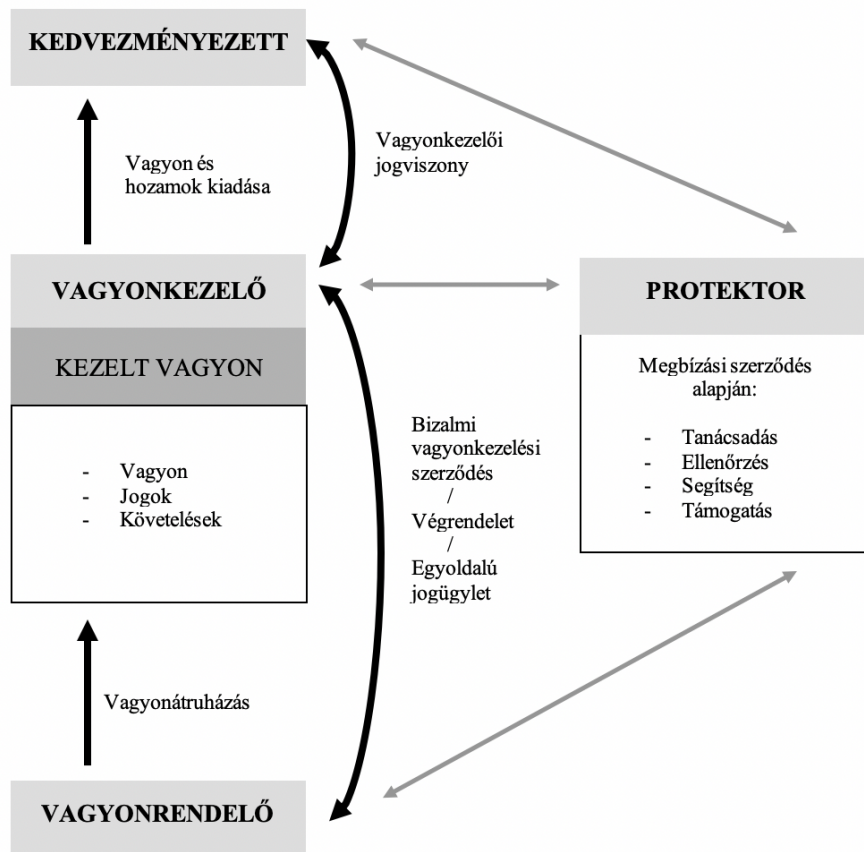 KEDVEZMÉNYEZETT
Vagyon és
hozamok kiadása
Vagyonkezelői
jogviszony
VAGYONKEZELŐ
KEZELT VAGYON
- Vagyon
- Jogok
- Követelések
Bizalmi
vagyonkezelési
szerződés
/
Végrendelet
/
Egyoldalú
jogügylet
PROTEKTOR
Megbízási szerződés
alapján:
- Tanácsadás
- Ellenőrzés
- Segítség
- Támogatás
Vagyonátruházás
VAGYONRENDELŐ